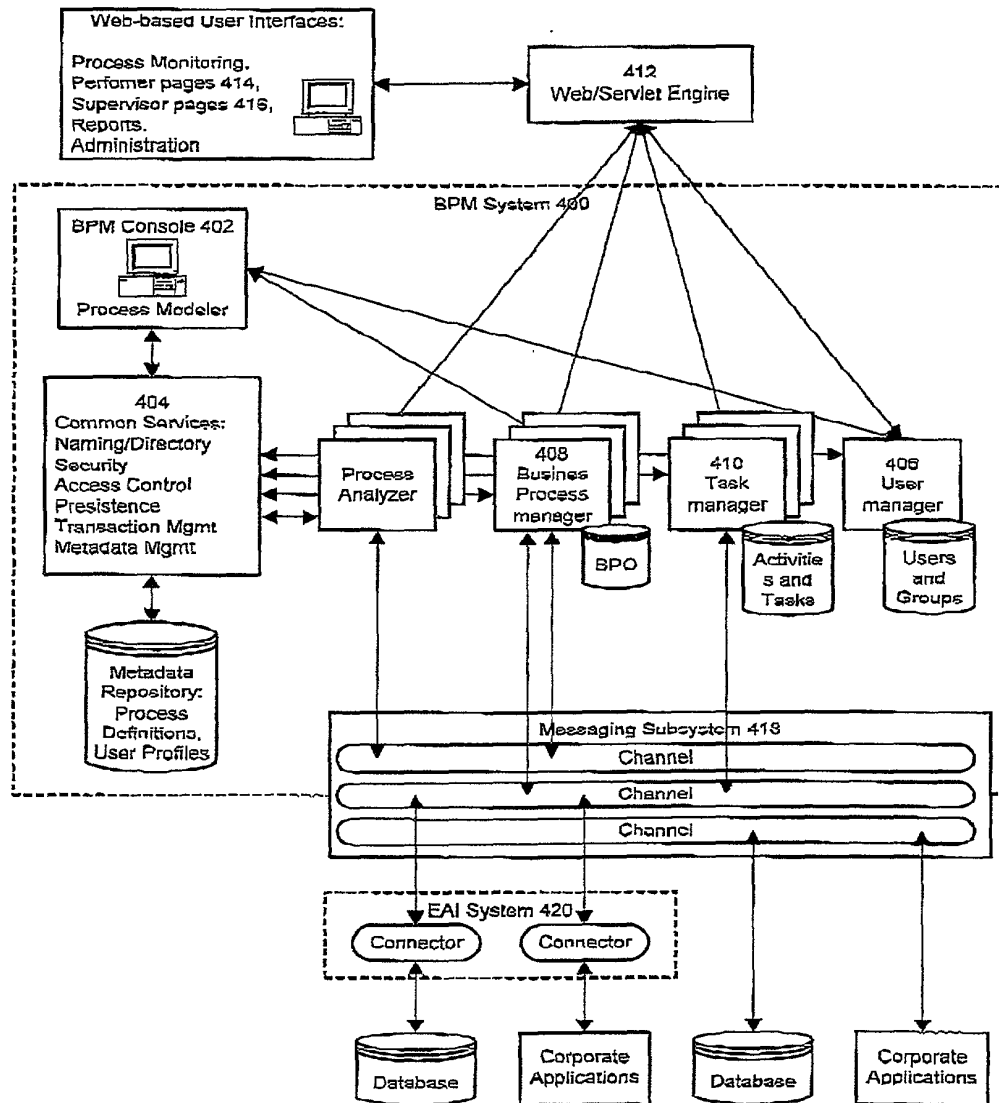 Web-based User Interfaces:
Process Monitoring,
Perfomer pages 414,
Supervisor pages 416,
Reports.
Administration
412
Web/Servlet Engine
BPM System 400
BPM Console 402
Process Modeler
404
Common Services:
Naming/Directory
Security
Access Control
Presistence
Transaction Mgmt
Metadata Mgmt
Process
Analyzer
408
Busines
Process
manager
BPO
410
Task
manager
Activitie
s and
Tasks
406
User
manager
Users
and
Groups
Metadata
Repository:
Process
Definitions,
User Profiles
Messaging Subsystem 418
Channel
Channel
Channel
EAI System 420
Connector
Connector
Database
Corporate
Applications
Database
Corporate
Applications